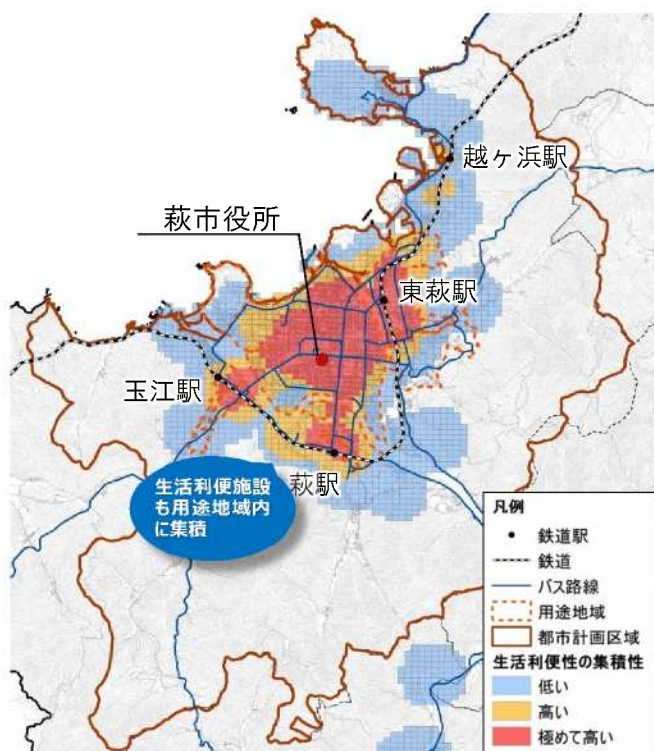 越ヶ浜駅
萩市役所
東萩駅
玉江駅
萩駅
生活利便施設
も用途地域内
に集積
凡例
鉄道駅
鉄道
バス路線
用途地域
都市計画区域
生活利便性の集積性
低い
高い
極めて高い